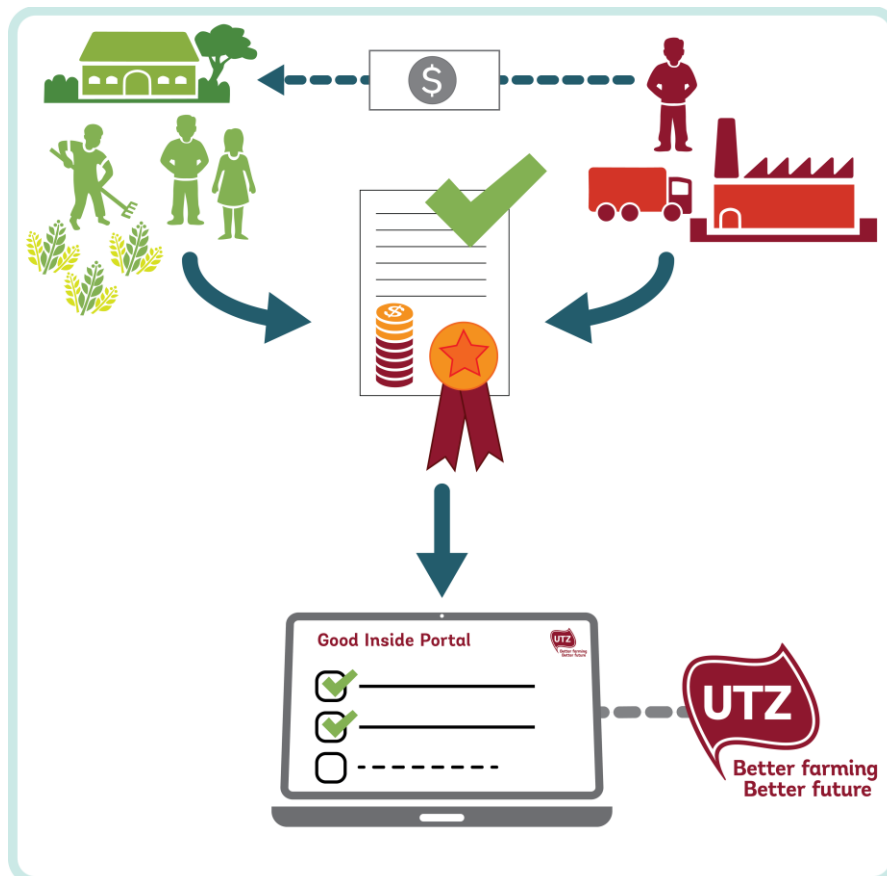 $
$
Good Inside Portal
UTZ
Better farming
Better future
UTZ
Better farming
Better future